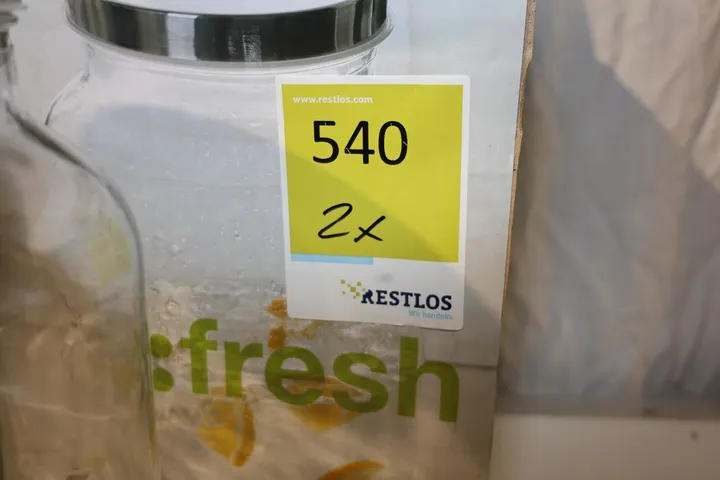 www.restlos.com
540
2x
RESTLOS
Wir handeln.
:fresh